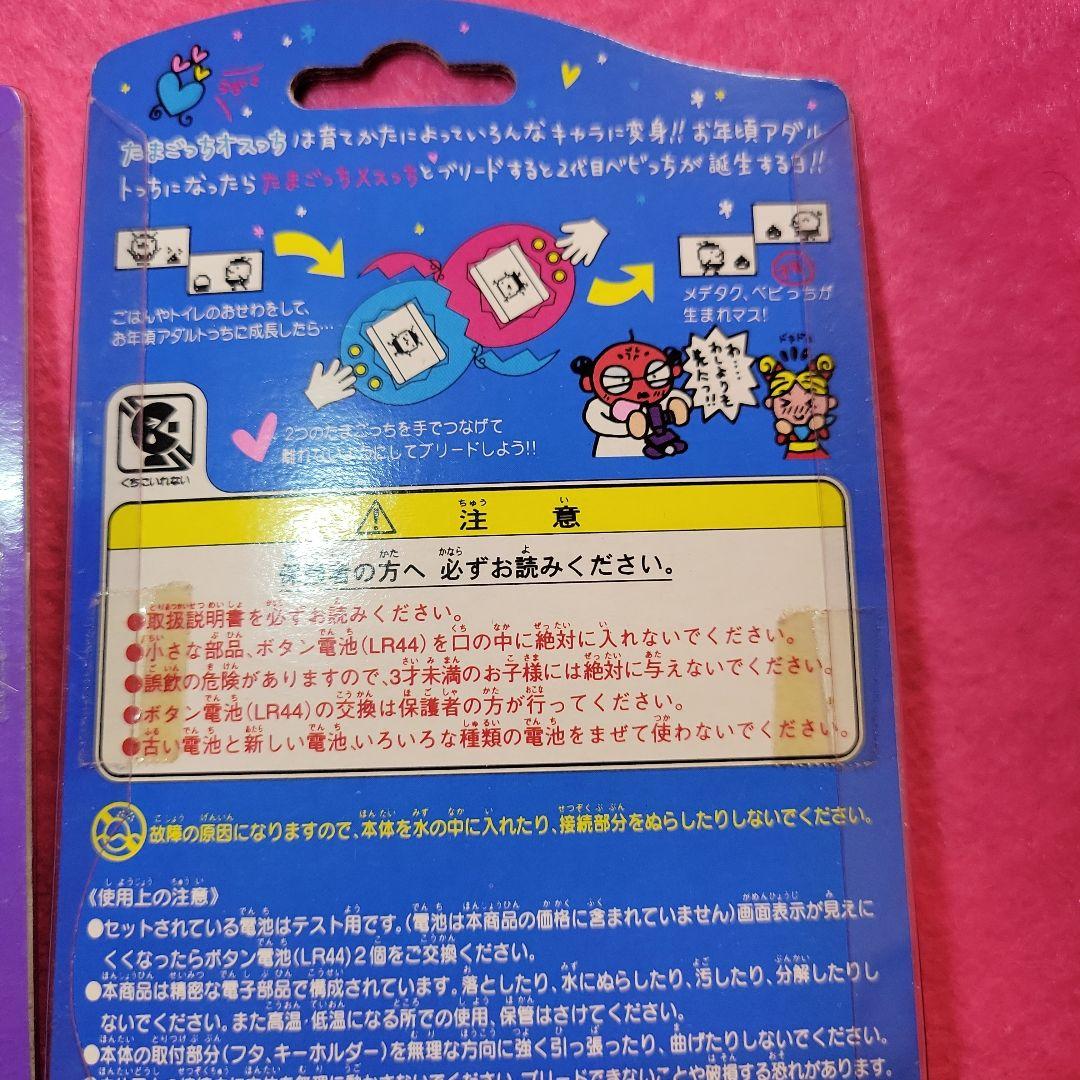 たまごっちオスっちは育てかたによっていろんなキャラに変身!! お年頃アダル
トっちになったらたまごっちメスっちとブリードすると2代目ベビっちが誕生する日!!
ごはんやトイレのおせわをして、
お年頃アダルトっちに成長したら…
メデタク、ベビっちが
生まれマス!
わ…
わしよりも
先たっ!!
2つのたまごっちを手でつなげて
離れないようにしてブリードしよう!!
くちにいれない
⚠ 注意
保護者の方へ 必ずお読みください。
●取扱説明書を必ずお読みください。
●小さな部品、ボタン電池(LR44)を口の中に絶対に入れないでください。
●誤飲の危険がありますので、3才未満のお子様には絶対に与えないでください。
●ボタン電池(LR44)の交換は保護者の方が行ってください。
●古い電池と新しい電池、いろいろな種類の電池をまぜて使わないでください。
故障の原因になりますので、本体を水の中に入れたり、接続部分をぬらしたりしないでください。
《使用上の注意》
●セットされている電池はテスト用です。(電池は本商品の価格に含まれていません)画面表示が見えに
くくなったらボタン電池(LR44)2個をご交換ください。
●本商品は精密な電子部品で構成されています。落としたり、水にぬらしたり、汚したり、分解したりし
ないでください。また高温・低温になる所での使用、保管はさけてください。
●本体の取付部分(フタ、キーホルダー)を無理な方向に強く引っ張ったり、曲げたりしないでください。
ブリードできないことや破損する恐れがあります。